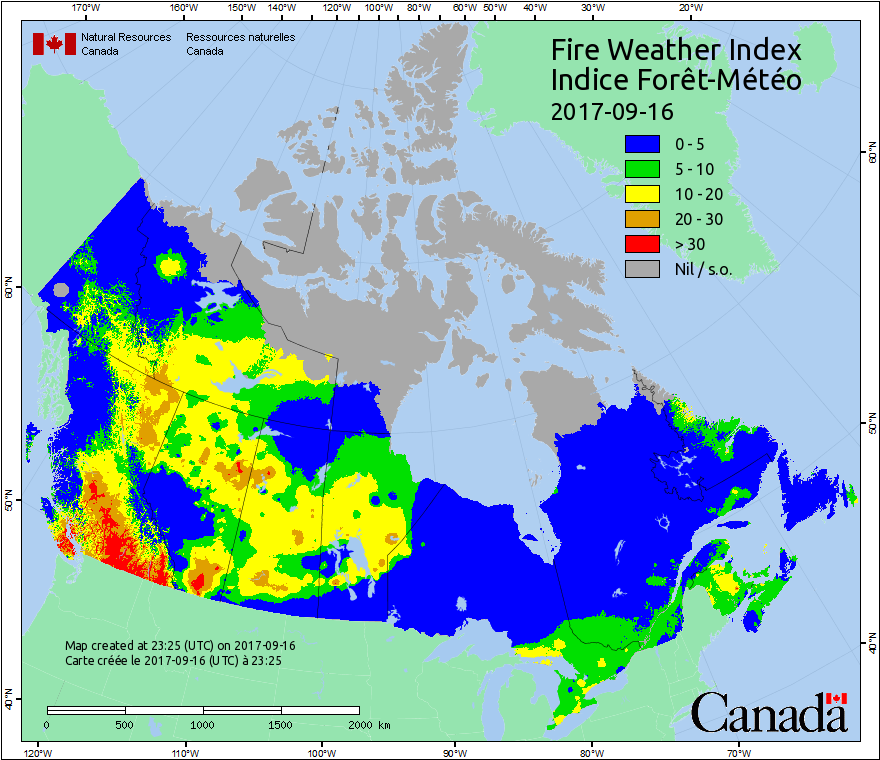 170°W 160°W 150°W 140°W 130°W 120°W 110°W 100°W 90°W 80°W 70°W 60°W 50°W 40°W 30°W 20°W
Natural Resources Ressources naturelles
Canada Canada
Fire Weather Index
Indice Forêt-Météo
2017-09-16
0 - 5
5 - 10
10 - 20
20 - 30
> 30
Nil / s.o.
60°N
60°N
50°N
50°N
40°N
40°N
Map created at 23:25 (UTC) on 2017-09-16
Carte créée le 2017-09-16 (UTC) à 23:25
0 500 1000 1500 2000 km
Canada
120°W 110°W 100°W 90°W 80°W 70°W